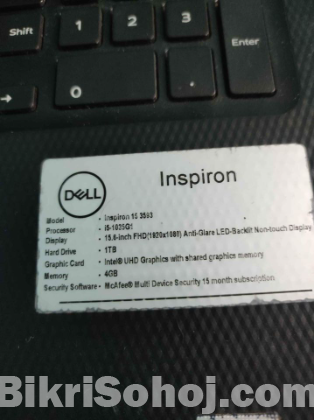 Shift
1
2
3
Enter
0
.
DELL
Inspiron
Model - Inspiron 15 3593
Processor - i5-1035G1
Display - 15.6-inch FHD(1920x1080) Anti-Glare LED-Backlit Non-touch Display
Hard Drive - 1TB
Graphic Card - Intel® UHD Graphics with shared graphics memory
Memory - 4GB
Security Software - McAfee® Multi Device Security 15 month subscription
BikriSohoj.com